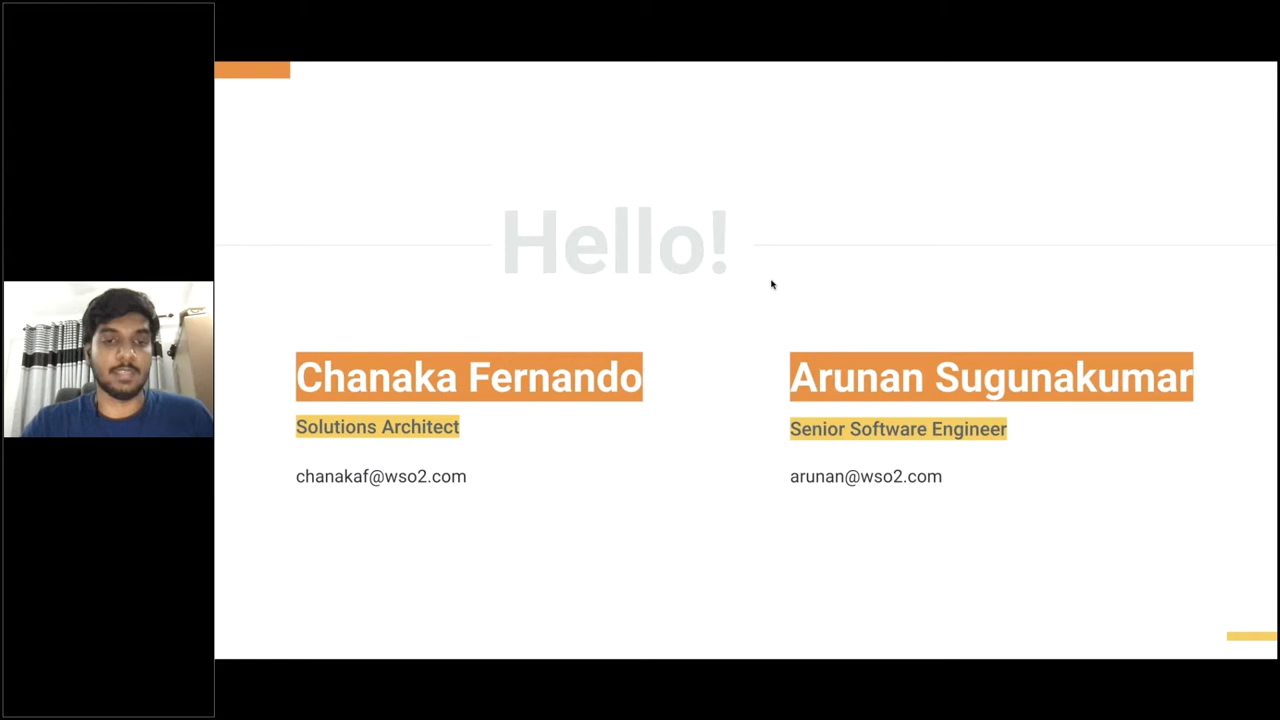 Hello!
Chanaka Fernando
Solutions Architect
chanakaf@wso2.com
Arunan Sugunakumar
Senior Software Engineer
arunan@wso2.com